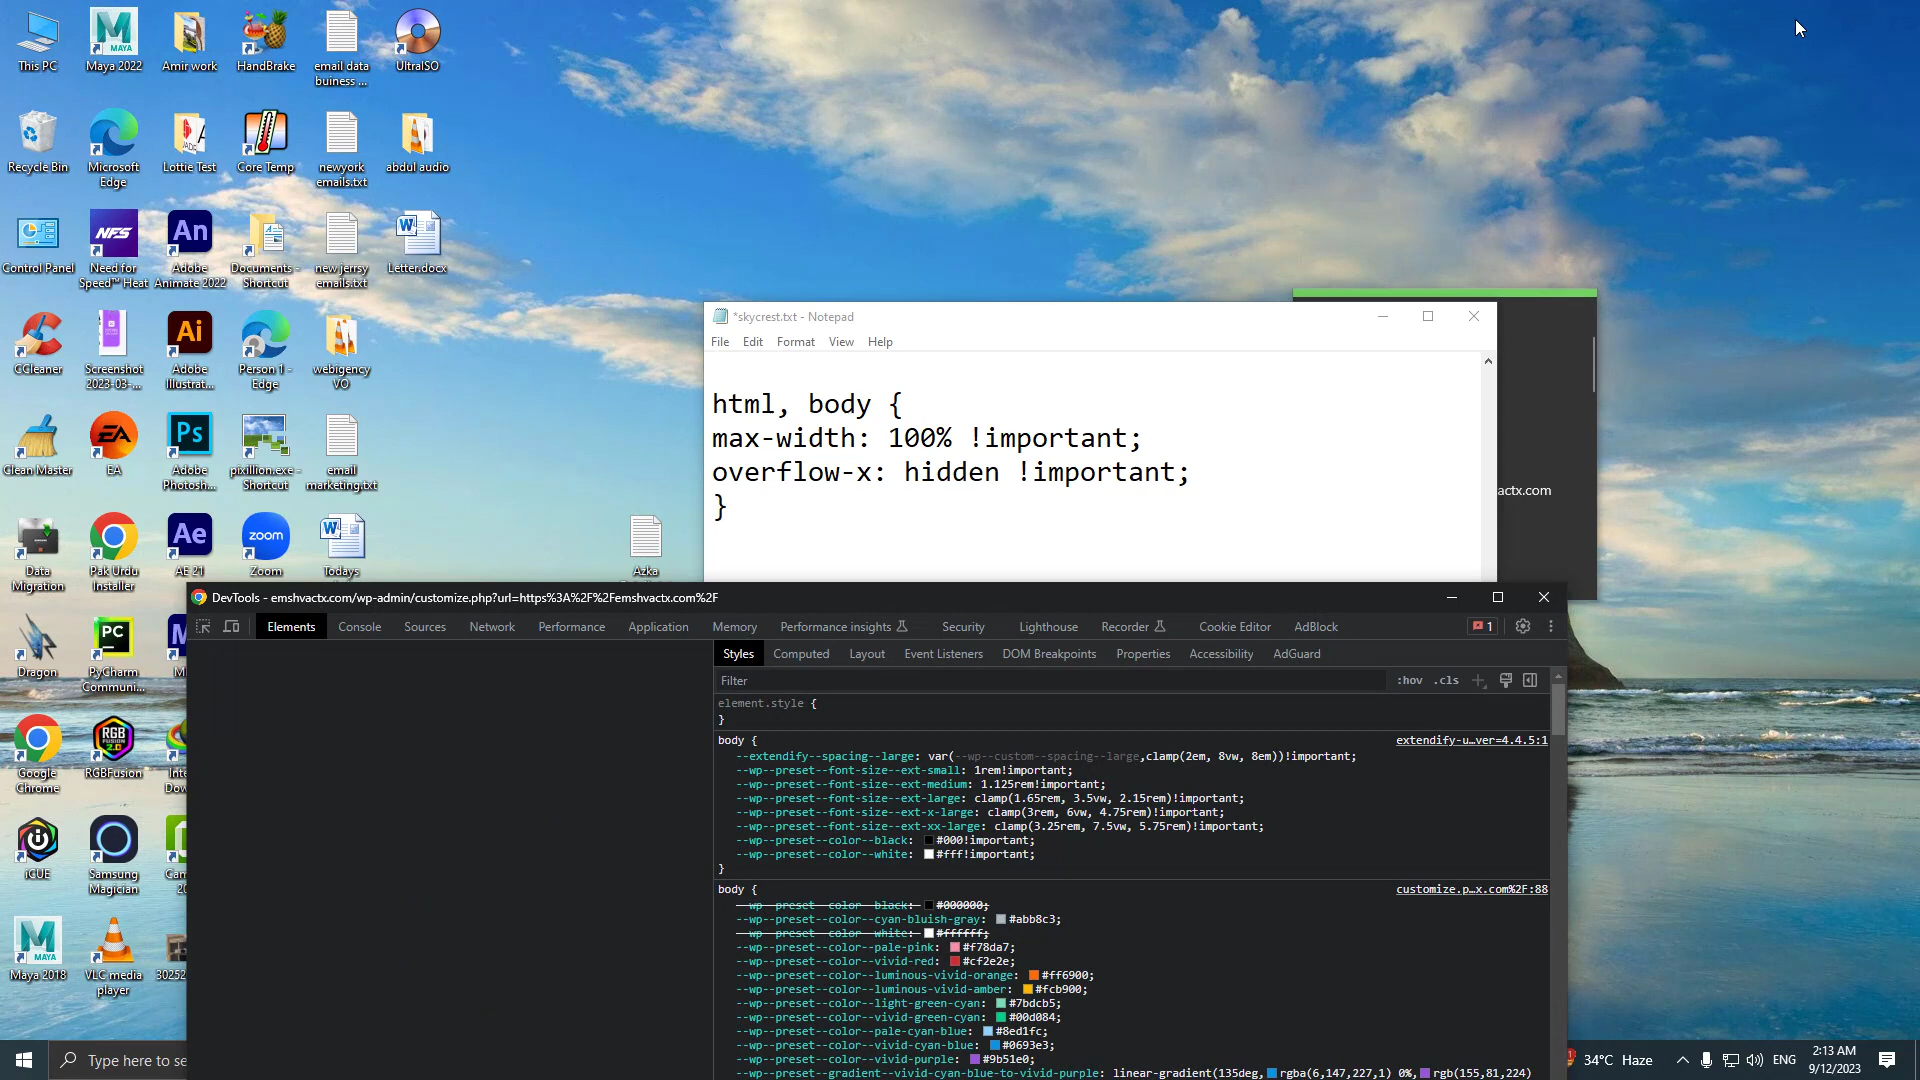 This PC
Maya 2022
Amir work
HandBrake
email data
buiness ...
UltraISO
Recycle Bin
Microsoft
Edge
Lottie Test
Core Temp
newyork
emails.txt
abdul audio
Control Panel
Need for
Speed™ Heat
Adobe
Animate 2022
Documents -
Shortcut
new jerrsy
emails.txt
Letter.docx
CCleaner
Screenshot
2023-03-...
Adobe
Illustrat...
Person 1 -
Edge
webigency
VO
Clean Master
EA
Adobe
Photosh...
pixillion.exe -
Shortcut
email
marketing.txt
Data
Migration
Pak Urdu
Installer
AE 21
Zoom
Todays
Azka
Dragon
PyCharm
Communi...
Google
Chrome
RGBFusion
iCUE
Samsung
Magician
Maya 2018
VLC media
player
30252
*skycrest.txt - Notepad
File Edit Format View Help
html, body {
max-width: 100% !important;
overflow-x: hidden !important;
}
actx.com
DevTools - emshvactx.com/wp-admin/customize.php?url=https%3A%2F%2Femshvactx.com%2F
Elements Console Sources Network Performance Application Memory Performance insights Security Lighthouse Recorder Cookie Editor AdBlock 1
Styles Computed Layout Event Listeners DOM Breakpoints Properties Accessibility AdGuard
Filter :hov .cls
element.style {
}
body { extendify-u…ver=4.4.5:1
--extendify--spacing--large: var(--wp--custom--spacing--large,clamp(2em, 8vw, 8em))!important;
--wp--preset--font-size--ext-small: 1rem!important;
--wp--preset--font-size--ext-medium: 1.125rem!important;
--wp--preset--font-size--ext-large: clamp(1.65rem, 3.5vw, 2.15rem)!important;
--wp--preset--font-size--ext-x-large: clamp(3rem, 6vw, 4.75rem)!important;
--wp--preset--font-size--ext-xx-large: clamp(3.25rem, 7.5vw, 5.75rem)!important;
--wp--preset--color--black: #000!important;
--wp--preset--color--white: #fff!important;
}
body { customize.p…x.com%2F:88
--wp--preset--color--black: #000000;
--wp--preset--color--cyan-bluish-gray: #abb8c3;
--wp--preset--color--white: #ffffff;
--wp--preset--color--pale-pink: #f78da7;
--wp--preset--color--vivid-red: #cf2e2e;
--wp--preset--color--luminous-vivid-orange: #ff6900;
--wp--preset--color--luminous-vivid-amber: #fcb900;
--wp--preset--color--light-green-cyan: #7bdcb5;
--wp--preset--color--vivid-green-cyan: #00d084;
--wp--preset--color--pale-cyan-blue: #8ed1fc;
--wp--preset--color--vivid-cyan-blue: #0693e3;
--wp--preset--color--vivid-purple: #9b51e0;
--wp--preset--gradient--vivid-cyan-blue-to-vivid-purple: linear-gradient(135deg, rgba(6,147,227,1) 0%, rgb(155,81,224)
Type here to se
34°C Haze
ENG
2:13 AM
9/12/2023